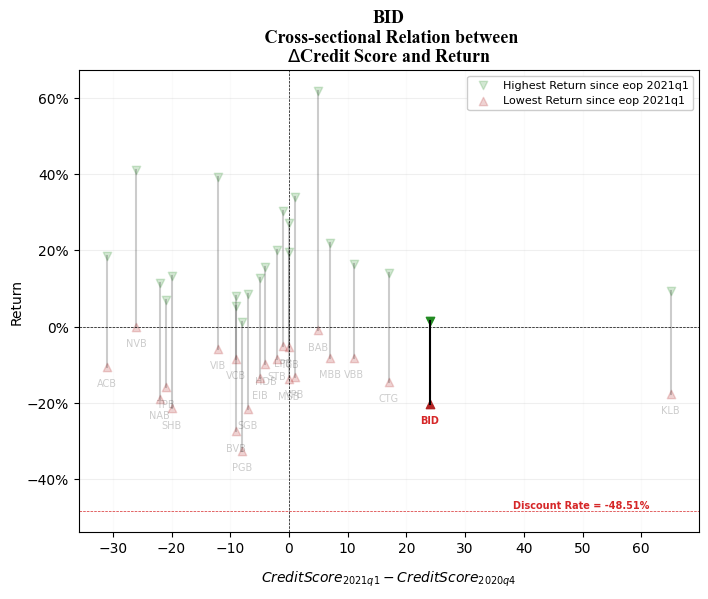 BID
Cross-sectional Relation between
ΔCredit Score and Return
Highest Return since eop 2021q1
Lowest Return since eop 2021q1
60%
40%
20%
0%
−20%
−40%
Return
NVB
ACB
VIB
BAB
VCB
STB
MBB
VBB
EIB
CTG
NAB
SHB
SGB
BVB
PGB
BID
KLB
Discount Rate = -48.51%
−30
−20
−10
0
10
20
30
40
50
60
CreditScore2021q1 − CreditScore2020q4